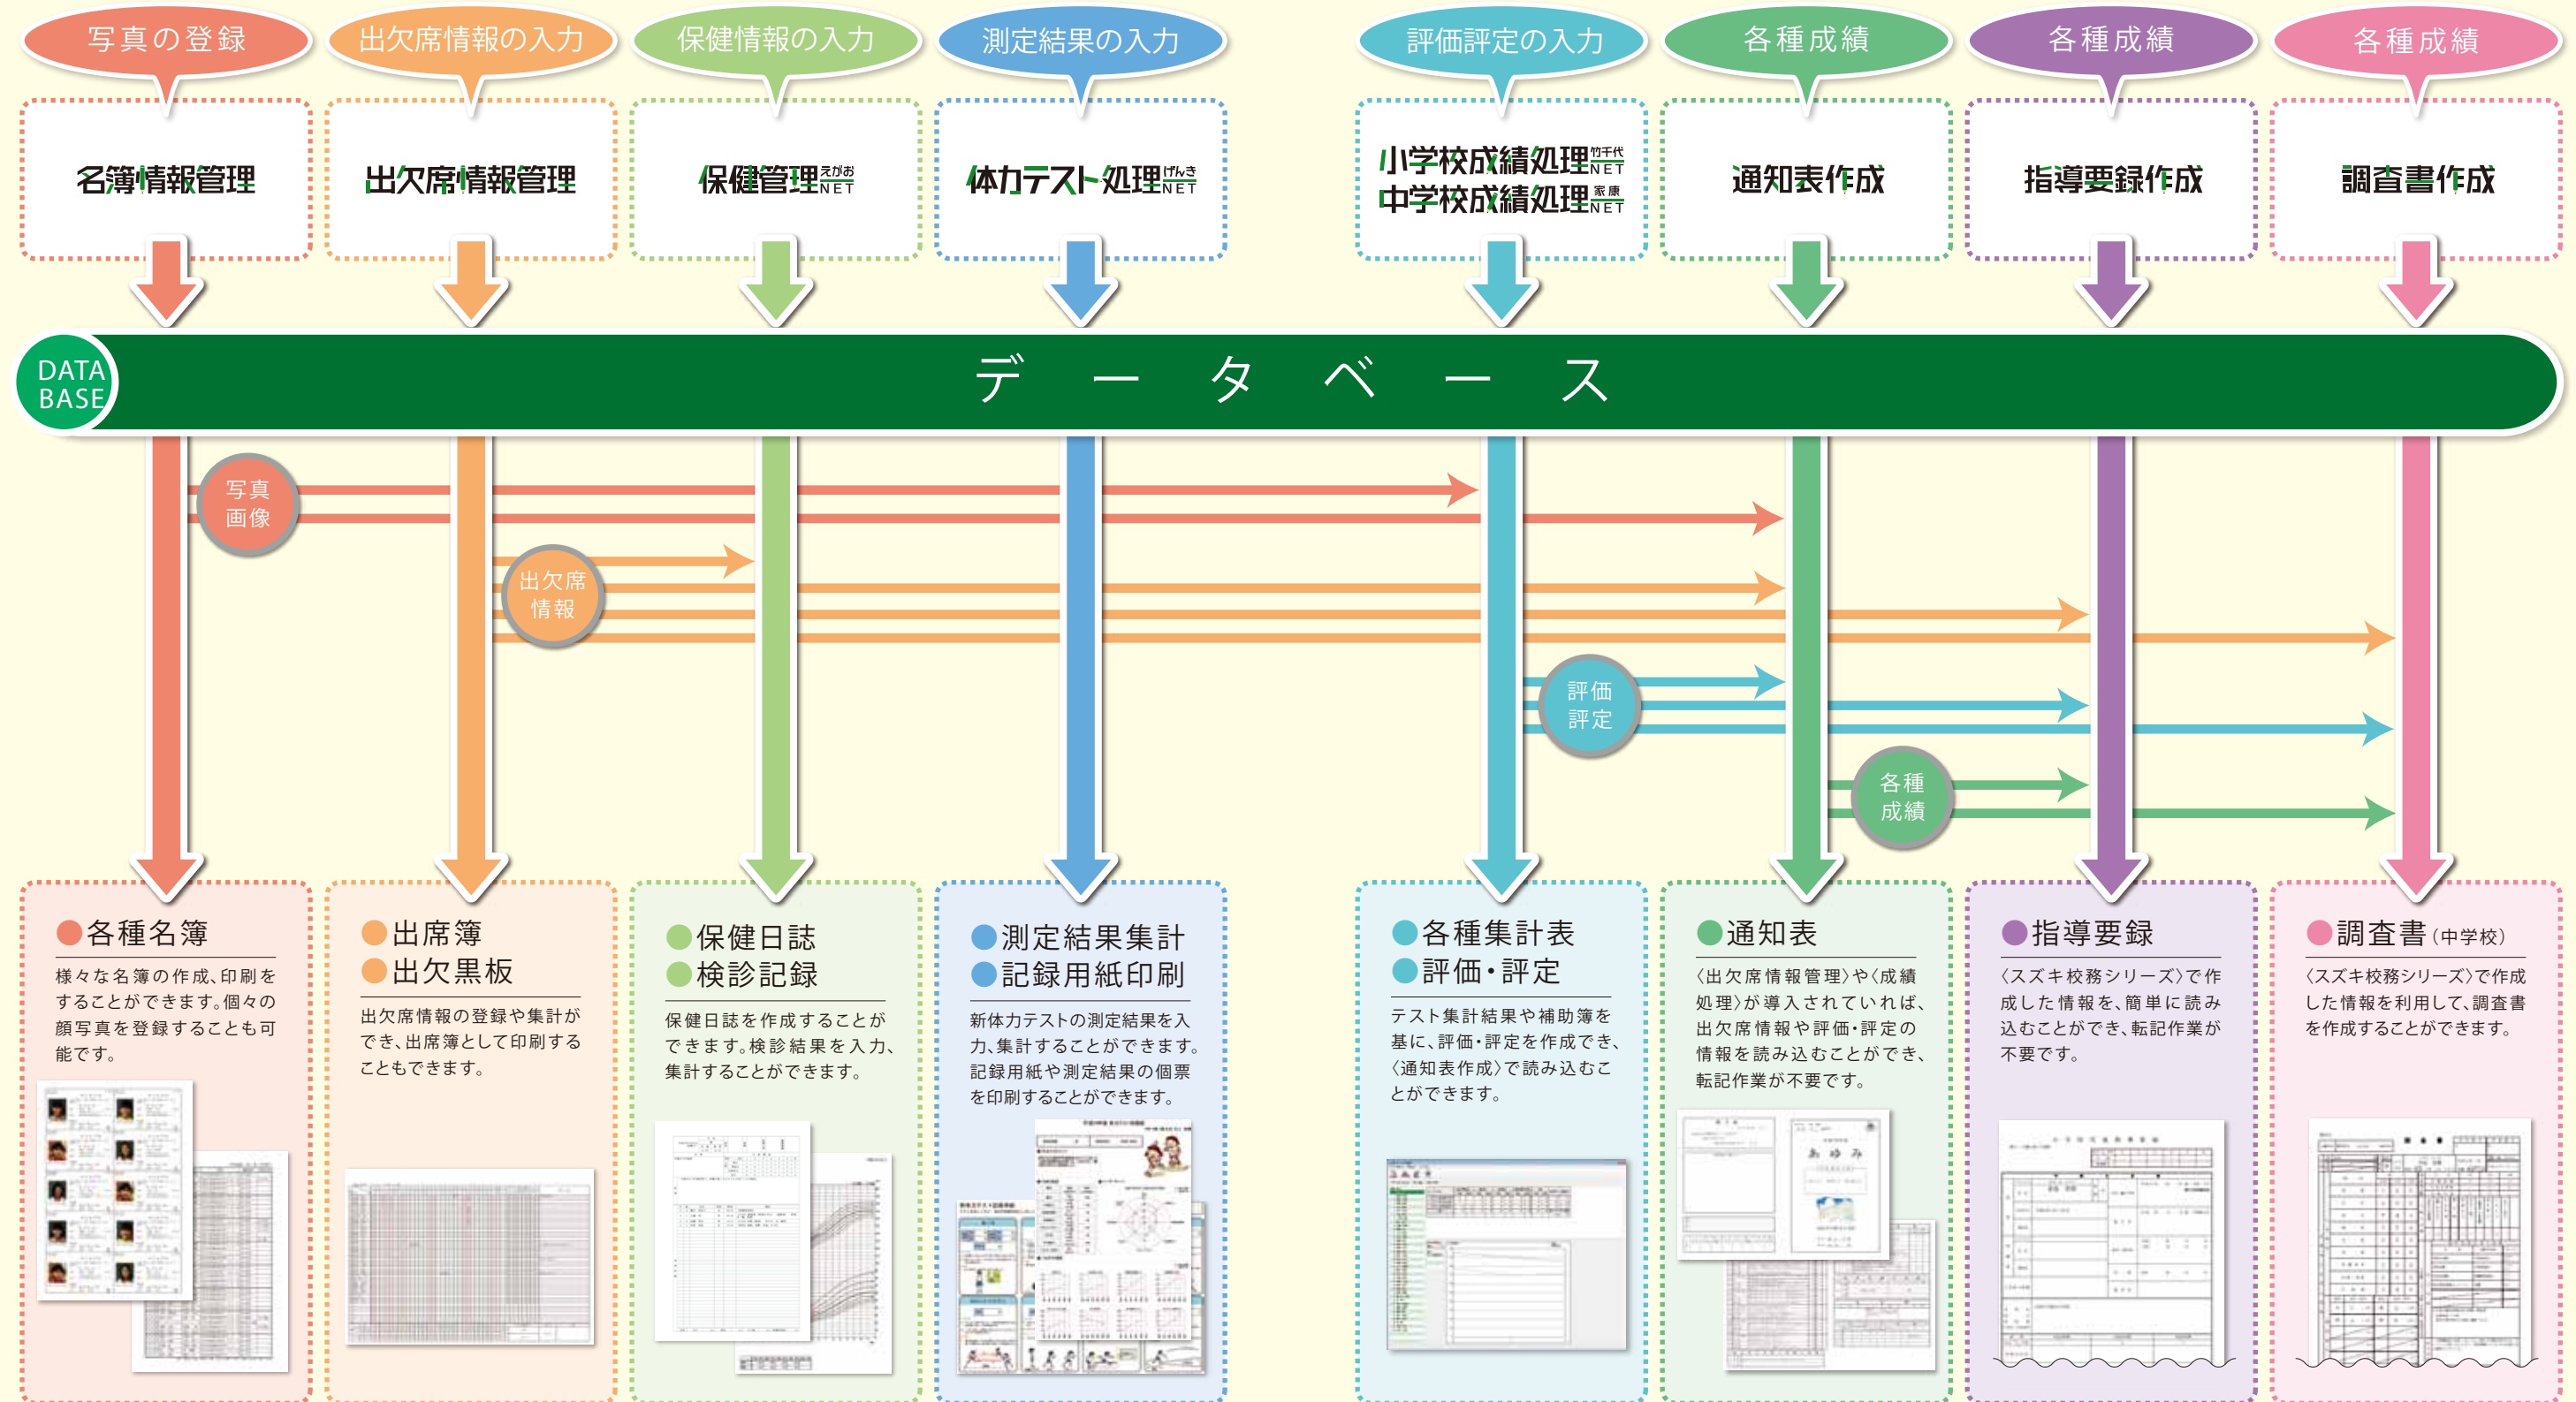 写真の登録
出欠席情報の入力
保健情報の入力
測定結果の入力
評価評定の入力
各種成績
各種成績
各種成績
名簿情報管理
出欠席情報管理
保健管理えがおNET
体力テスト処理げんきNET
小学校成績処理竹千代NET
中学校成績処理家康NET
通知表作成
指導要録作成
調査書作成
DATA
BASE
データベース
写真
画像
出欠席
情報
評価
評定
各種
成績
●各種名簿
様々な名簿の作成、印刷を
することができます。個々の
顔写真を登録することも可
能です。
●出席簿
●出欠黒板
出欠席情報の登録や集計が
でき、出席簿として印刷する
こともできます。
●保健日誌
●検診記録
保健日誌を作成することが
できます。検診結果を入力、
集計することができます。
●測定結果集計
●記録用紙印刷
新体力テストの測定結果を入
力、集計することができます。
記録用紙や測定結果の個票
を印刷することができます。
●各種集計表
●評価・評定
テスト集計結果や補助簿を
基に、評価・評定を作成でき、
〈通知表作成〉で読み込むこ
とができます。
●通知表
〈出欠席情報管理〉や〈成績
処理〉が導入されていれば、
出欠席情報や評価・評定の
情報を読み込むことができ、
転記作業が不要です。
あゆみ
●指導要録
〈スズキ校務シリーズ〉で作
成した情報を、簡単に読み
込むことができ、転記作業が
不要です。
●調査書（中学校）
〈スズキ校務シリーズ〉で作成
した情報を利用して、調査書
を作成することができます。